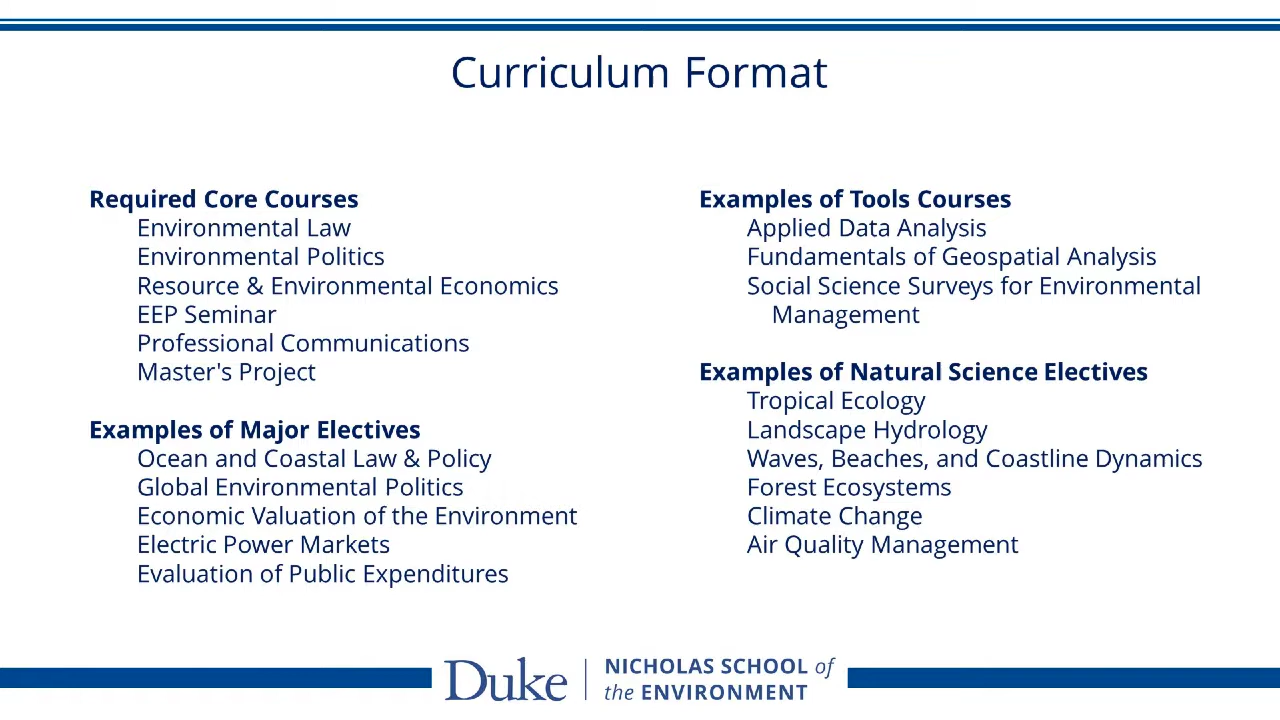 Curriculum Format
Required Core Courses
Environmental Law
Environmental Politics
Resource & Environmental Economics
EEP Seminar
Professional Communications
Master's Project
Examples of Major Electives
Ocean and Coastal Law & Policy
Global Environmental Politics
Economic Valuation of the Environment
Electric Power Markets
Evaluation of Public Expenditures
Examples of Tools Courses
Applied Data Analysis
Fundamentals of Geospatial Analysis
Social Science Surveys for Environmental
Management
Examples of Natural Science Electives
Tropical Ecology
Landscape Hydrology
Waves, Beaches, and Coastline Dynamics
Forest Ecosystems
Climate Change
Air Quality Management
Duke
NICHOLAS SCHOOL of
the ENVIRONMENT